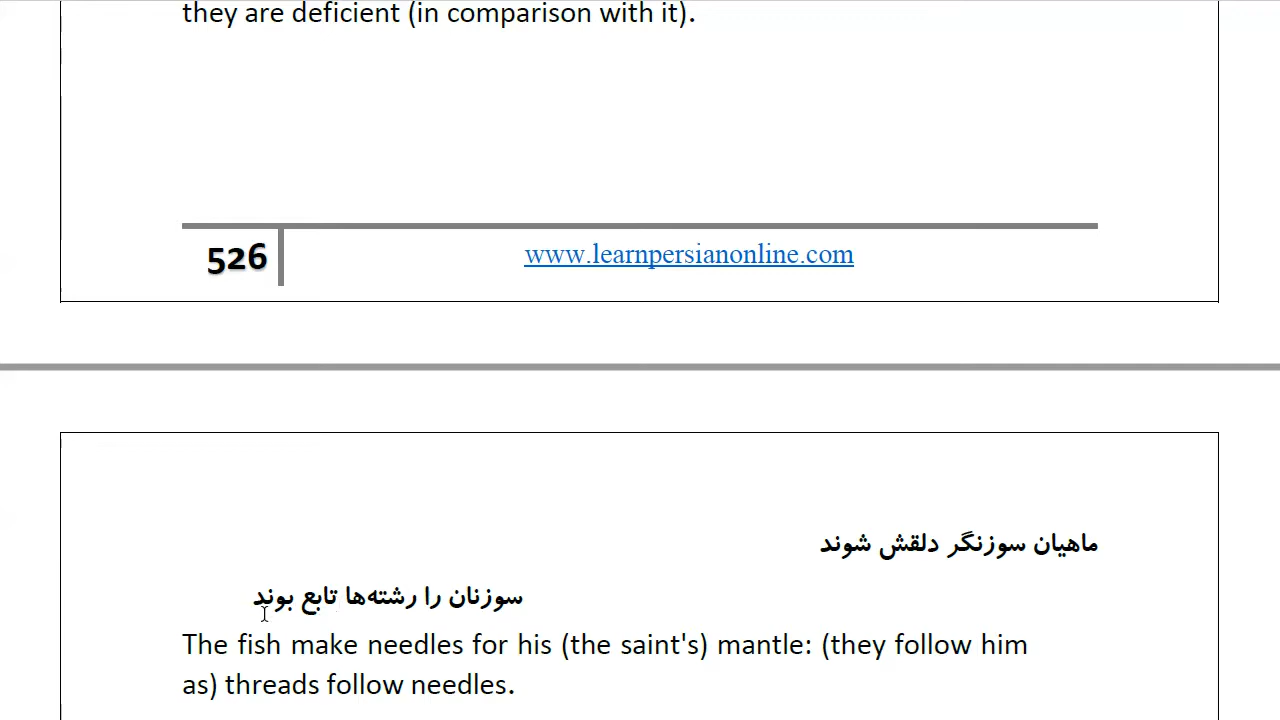 they are deficient (in comparison with it).
526
www.learnpersianonline.com
ماهیان سوزنگر دلقش شوند
سوزنان را رشته‌ها تابع بوند
The fish make needles for his (the saint's) mantle: (they follow him
as) threads follow needles.